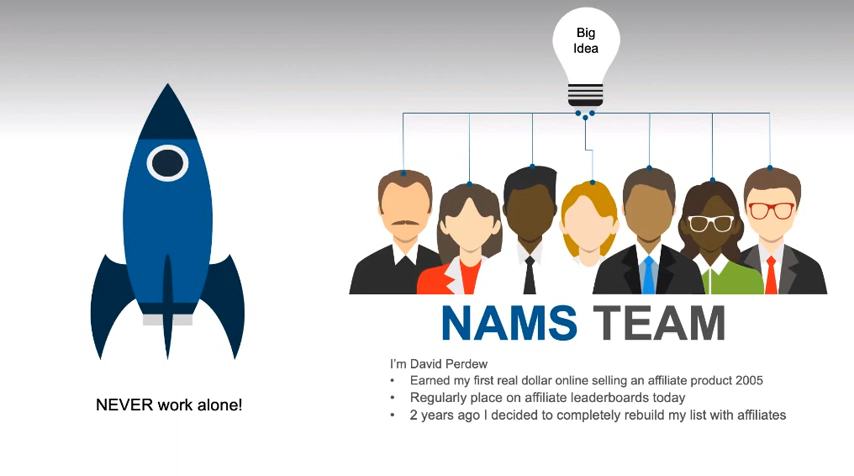 Big
Idea
NAMS TEAM
I'm David Perdew
• Earned my first real dollar online selling an affiliate product 2005
• Regularly place on affiliate leaderboards today
• 2 years ago I decided to completely rebuild my list with affiliates
NEVER work alone!